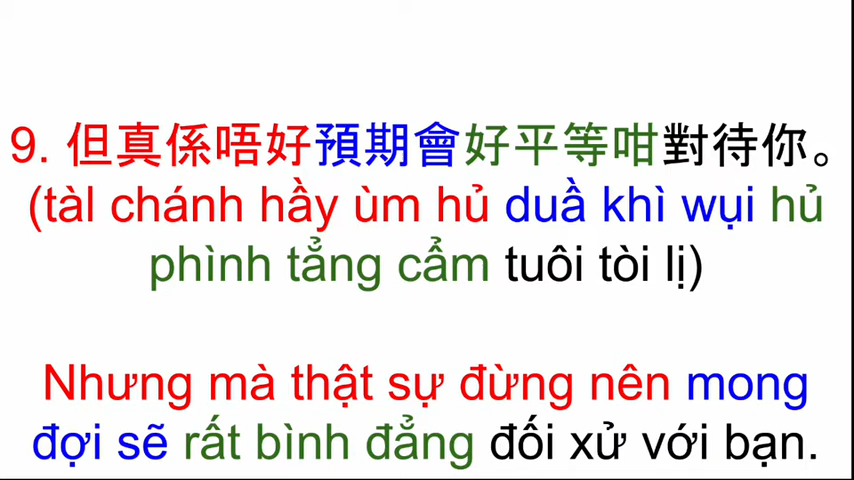 9. 但真係唔好預期會好平等咁對待你。
(tàl chánh hầy ùm hủ duầ khì wụi hủ
phình tẳng cẩm tuôi tòi lị)
Nhưng mà thật sự đừng nên mong
đợi sẽ rất bình đẳng đối xử với bạn.